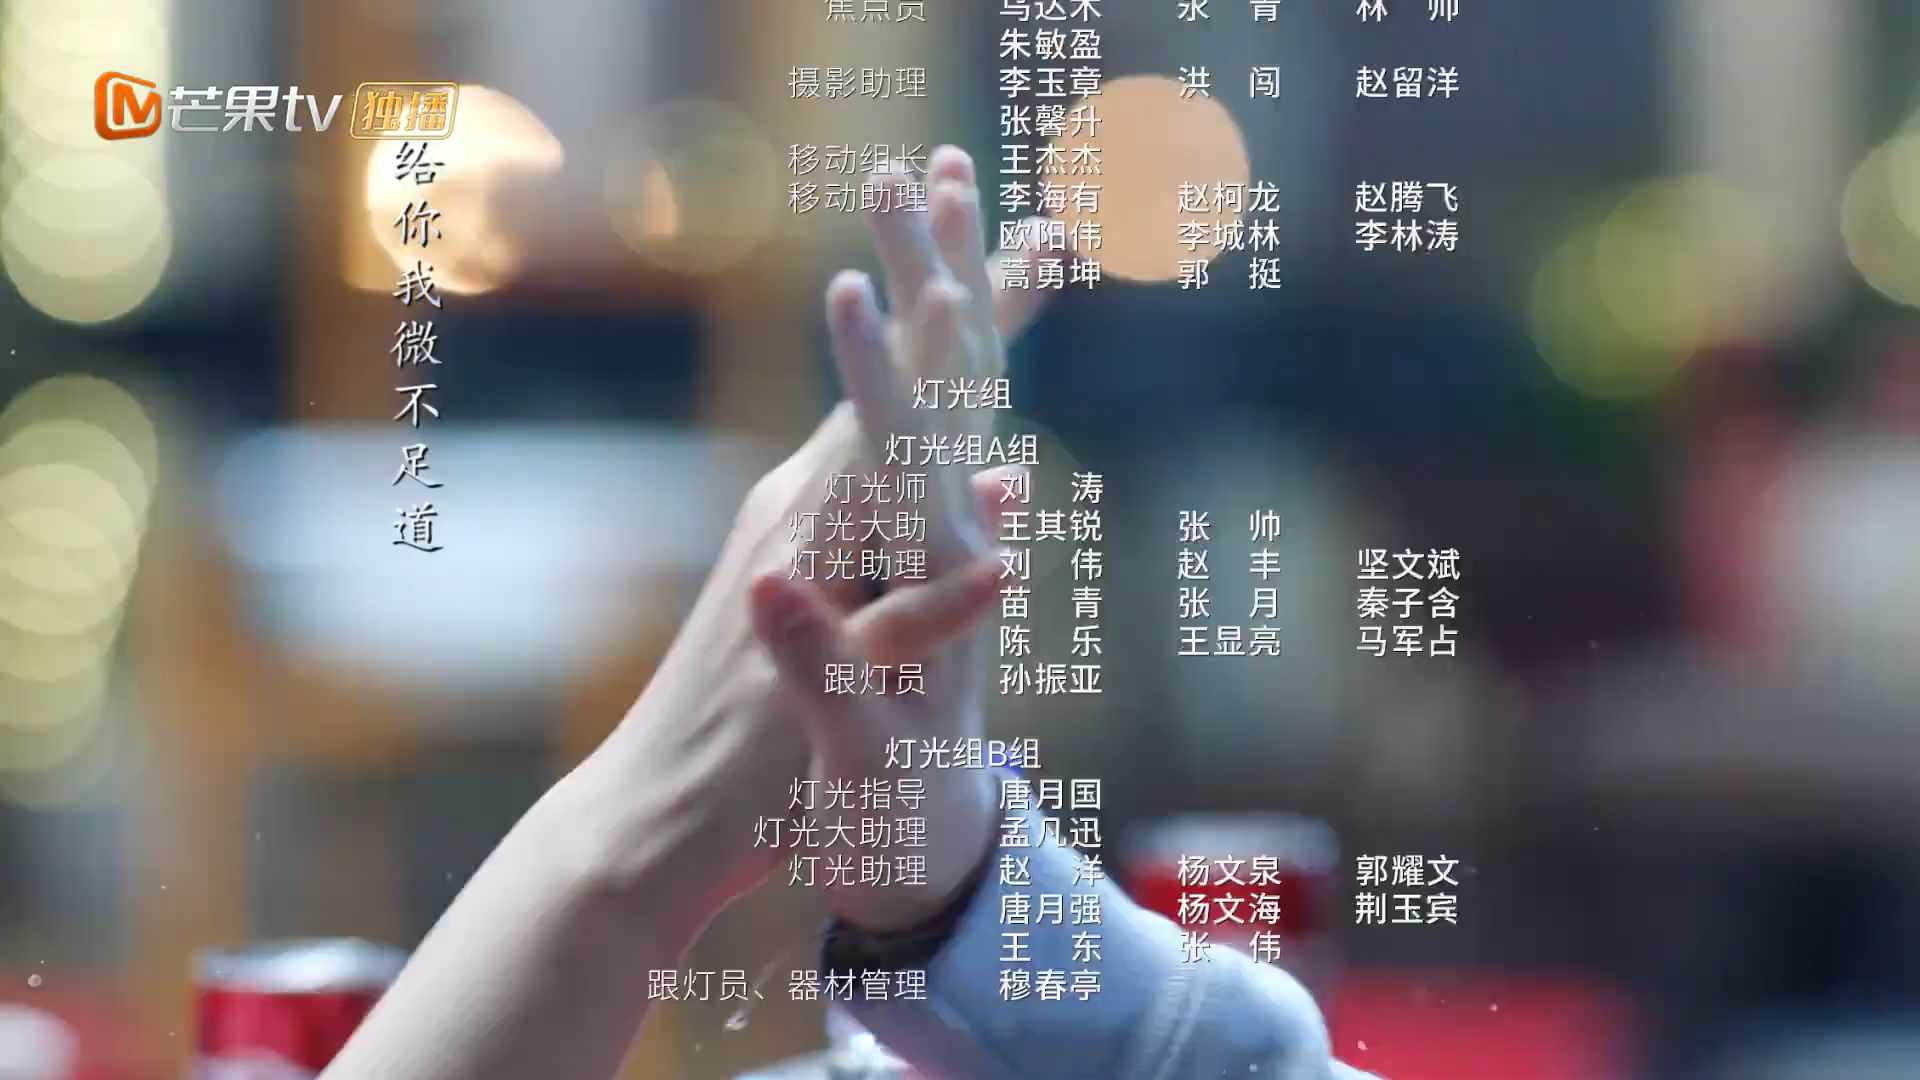 芒果tv 独播
给你我微不足道
焦点员
朱敏盈
摄影助理 李玉章 洪 闯 赵留洋
张馨升
移动组长 王杰杰
移动助理 李海有 赵柯龙 赵腾飞
欧阳伟 李城林 李林涛
蒿勇坤 郭 挺
灯光组
灯光组A组
灯光师 刘 涛
灯光大助 王其锐 张 帅
灯光助理 刘 伟 赵 丰 坚文斌
苗 青 张 月 秦子含
陈 乐 王显亮 马军占
跟灯员 孙振亚
灯光组B组
灯光指导 唐月国
灯光大助理 孟凡迅
灯光助理 赵 洋 杨文泉 郭耀文
唐月强 杨文海 荆玉宾
王 东 张 伟
跟灯员、器材管理 穆春亭